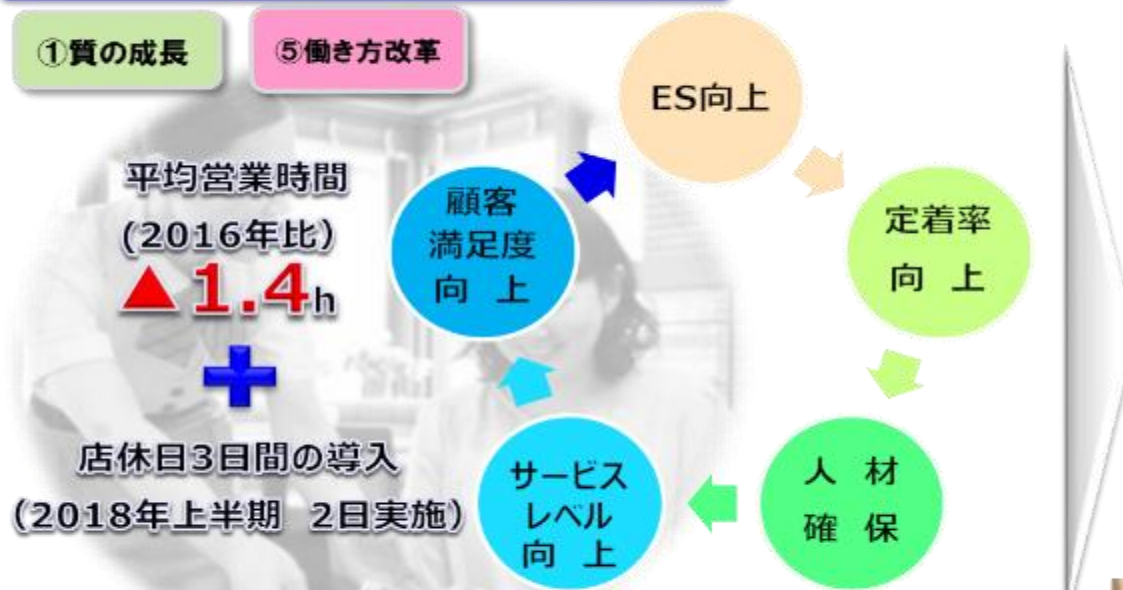 ①質の成長
⑤働き方改革
平均営業時間
(2016年比)
▲1.4h
+
店休日3日間の導入
(2018年上半期 2日実施)
ES向上
定着率
向 上
人 材
確 保
サービス
レベル
向 上
顧客
満足度
向 上